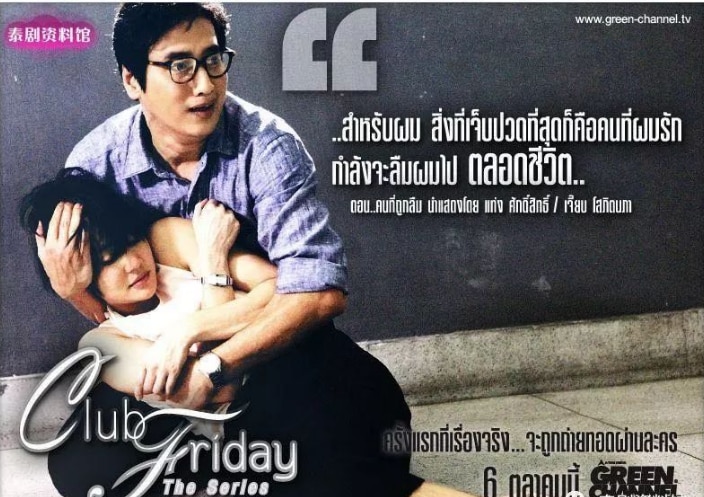 泰剧资料馆
www.green-channel.tv
..สำหรับผม สิ่งที่เจ็บปวดที่สุดก็คือคนที่ผมรัก
กำลังจะลืมผมไป ตลอดชีวิต..
ตอน..คนที่ถูกลืม นำแสดงโดย แท่ง ศักดิ์สิทธิ์ / เจี๊ยบ โสภิตนภา
Club
Friday
The Series
ครั้งแรกที่เรื่องจริง...จะถูกถ่ายทอดผ่านละคร
6 ตุลาคมนี้ GREEN
CHANNEL